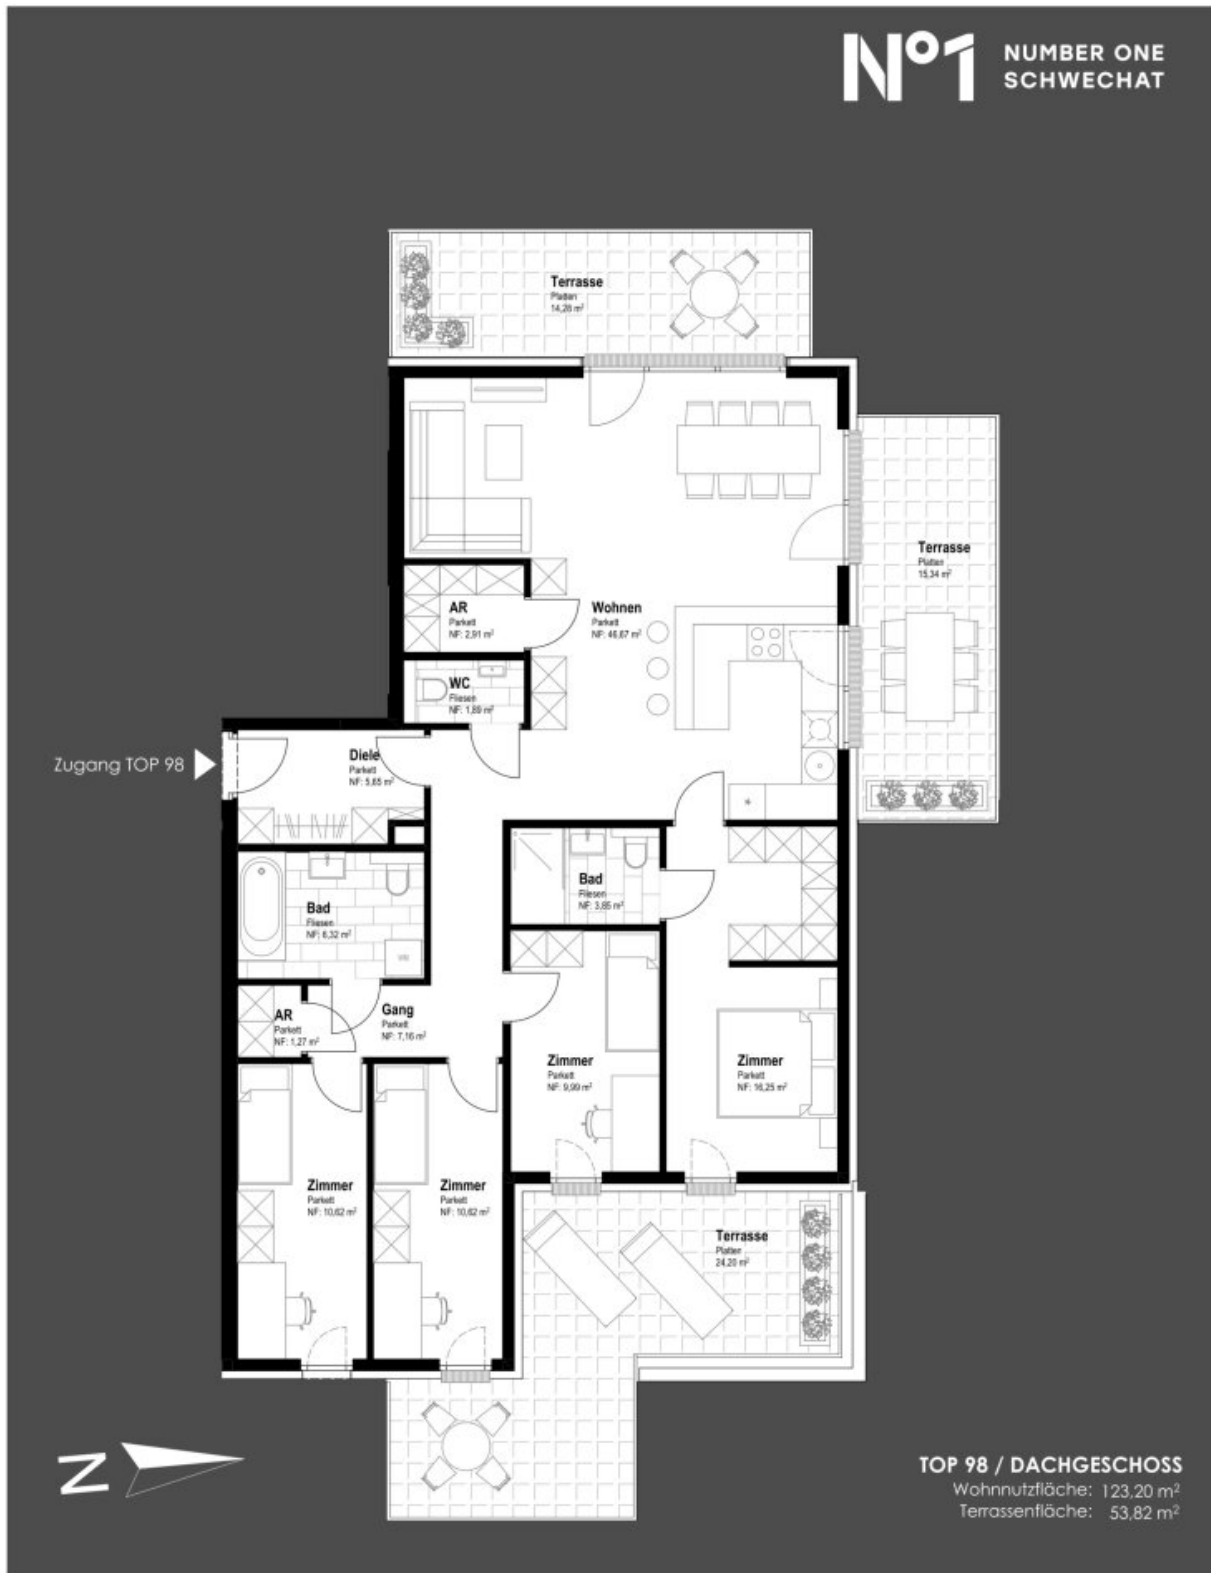 Nº1
NUMBER ONE
SCHWECHAT
Terrasse
Platten
14,28 m²
Terrasse
Platten
15,34 m²
AR
Parkett
NF: 2,91 m²
Wohnen
Parkett
NF: 46,67 m²
WC
Fliesen
NF: 1,89 m²
Zugang TOP 98
Diele
Parkett
NF: 5,65 m²
Bad
Fliesen
NF: 6,32 m²
Bad
Fliesen
NF: 3,85 m²
AR
Parkett
NF: 1,27 m²
Gang
Parkett
NF: 7,16 m²
Zimmer
Parkett
NF: 9,99 m²
Zimmer
Parkett
NF: 16,25 m²
Zimmer
Parkett
NF: 10,62 m²
Zimmer
Parkett
NF: 10,62 m²
Terrasse
Platten
24,20 m²
N
TOP 98 / DACHGESCHOSS
Wohnnutzfläche: 123,20 m²
Terrassenfläche: 53,82 m²